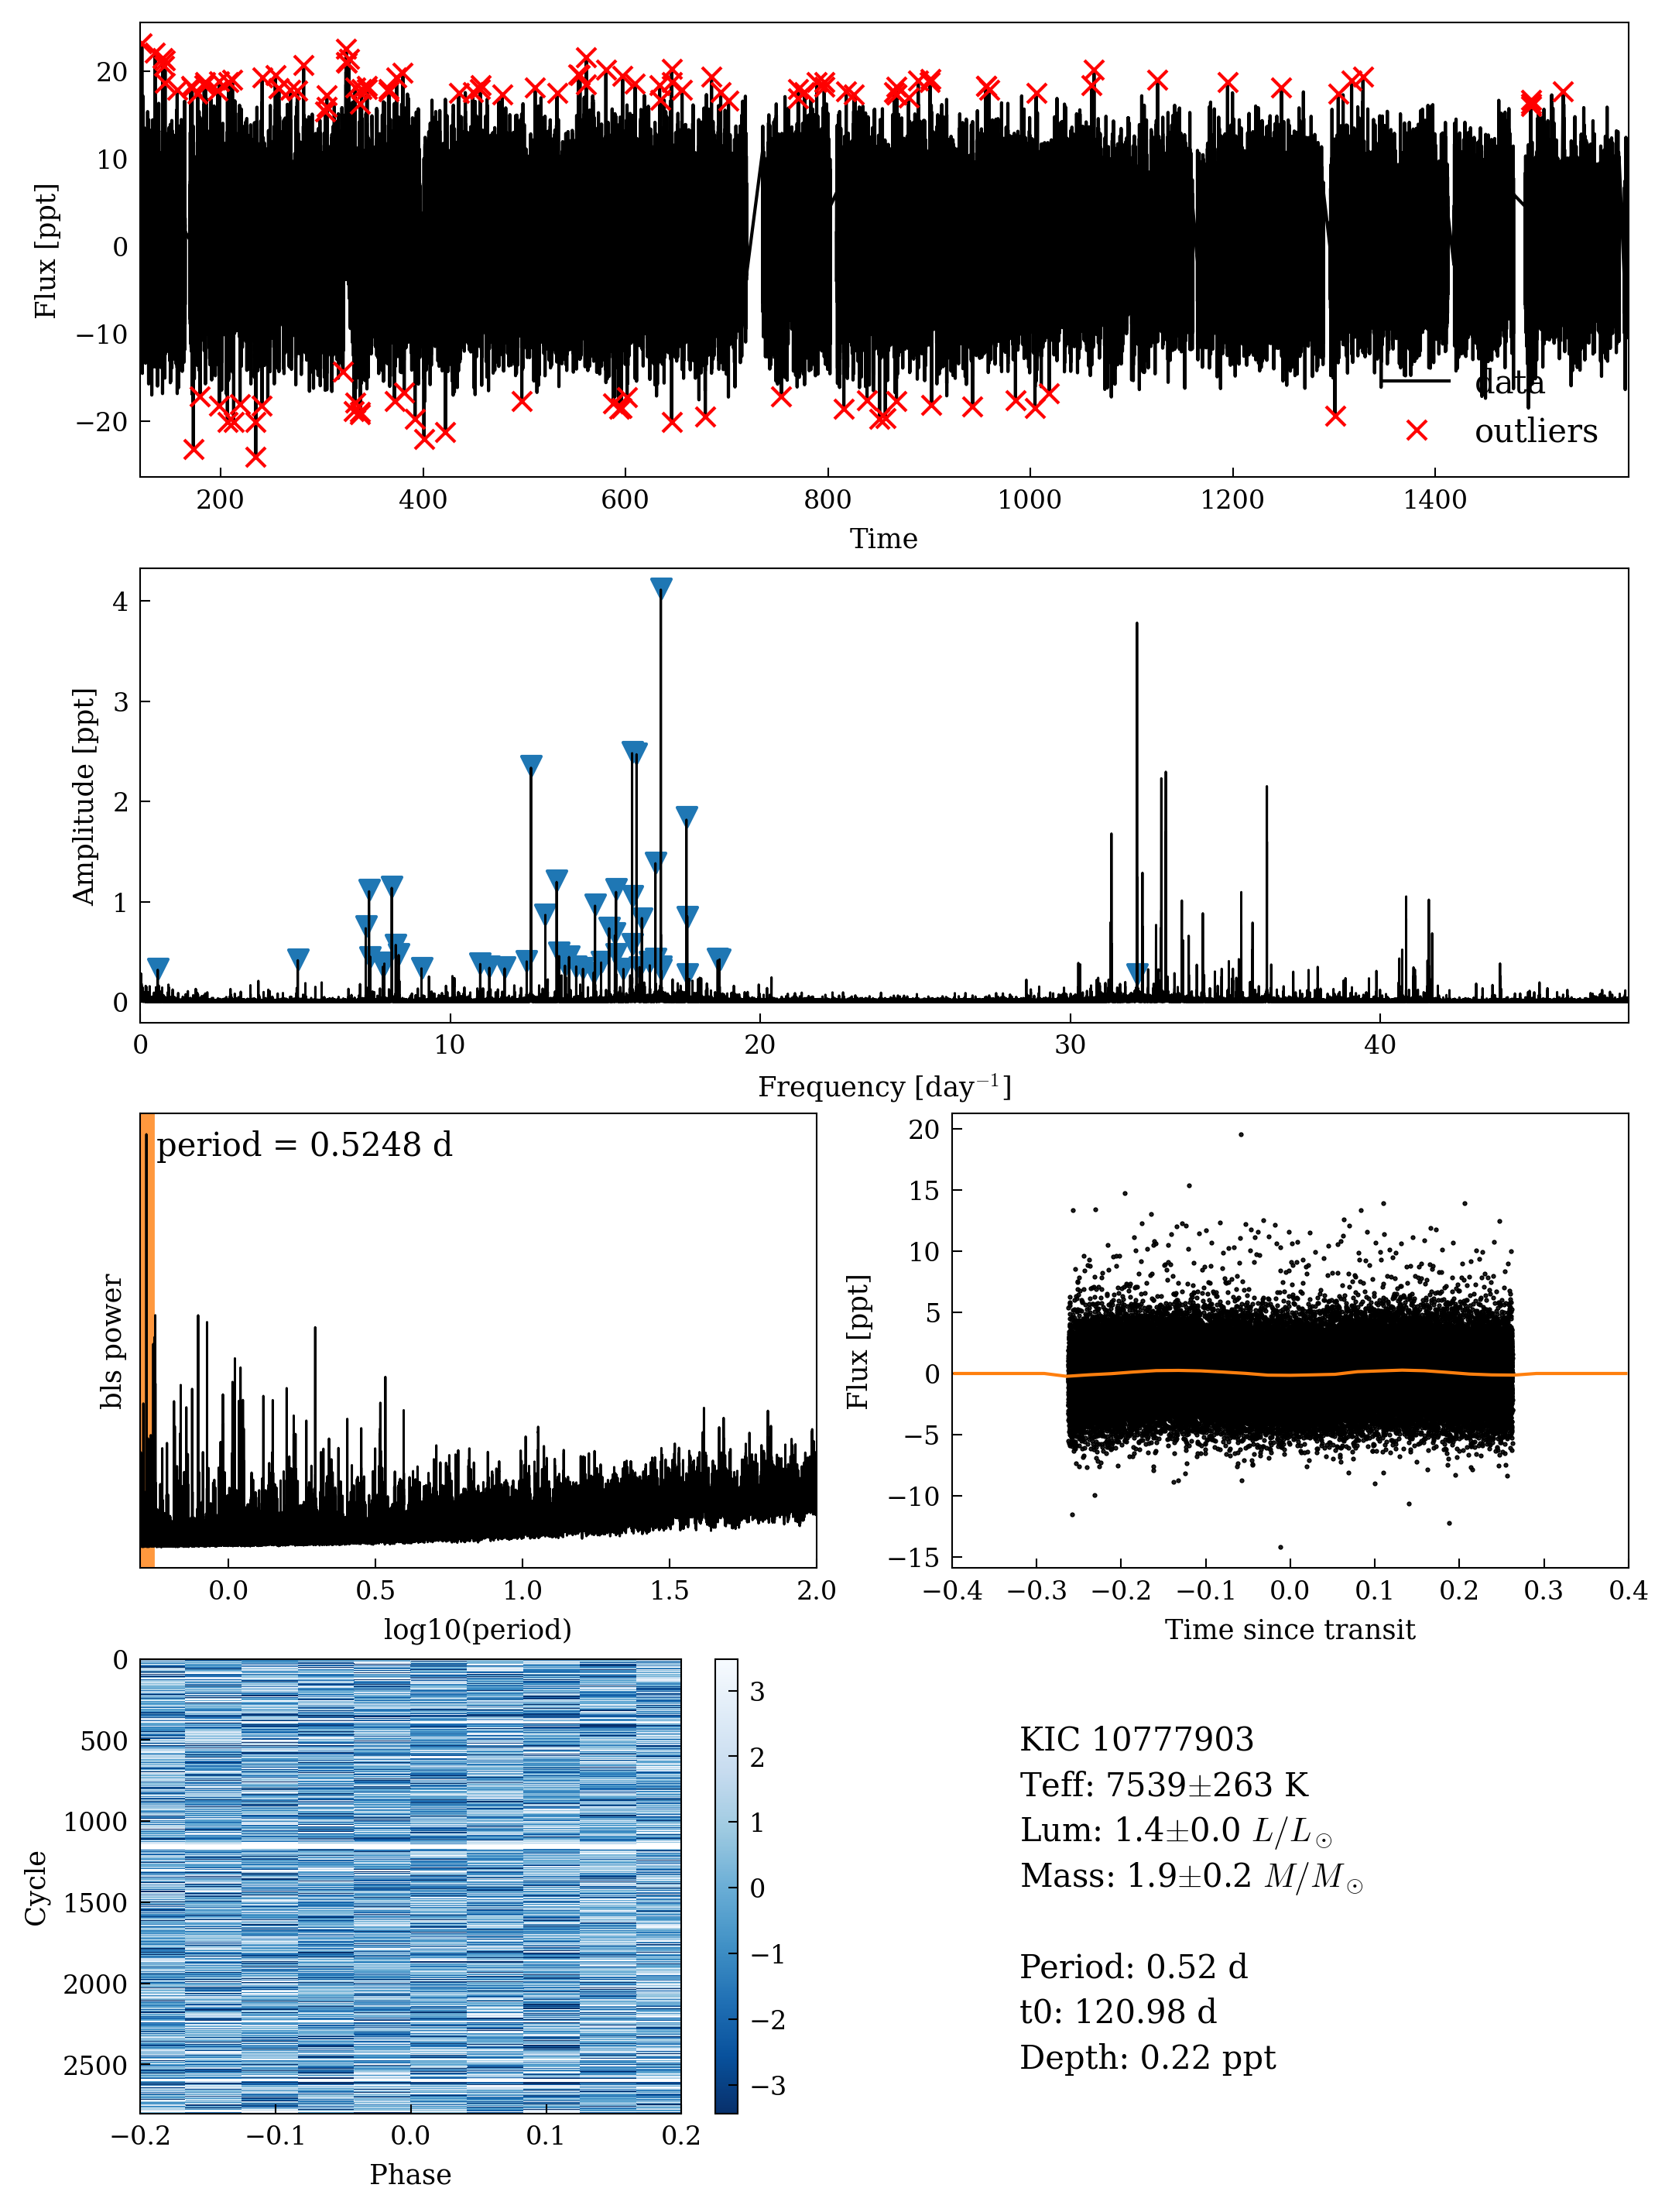 20
10
0
−10
−20
Flux [ppt]
data
outliers
200 400 600 800 1000 1200 1400
Time
4
3
2
1
0
Amplitude [ppt]
0 10 20 30 40
Frequency [day⁻¹]
period = 0.5248 d
bls power
0.0 0.5 1.0 1.5 2.0
log10(period)
20
15
10
5
0
−5
−10
−15
Flux [ppt]
−0.4 −0.3 −0.2 −0.1 0.0 0.1 0.2 0.3 0.4
Time since transit
0
500
1000
1500
2000
2500
Cycle
−0.2 −0.1 0.0 0.1 0.2
Phase
3
2
1
0
−1
−2
−3
KIC 10777903
Teff: 7539±263 K
Lum: 1.4±0.0 L/L⊙
Mass: 1.9±0.2 M/M⊙
Period: 0.52 d
t0: 120.98 d
Depth: 0.22 ppt